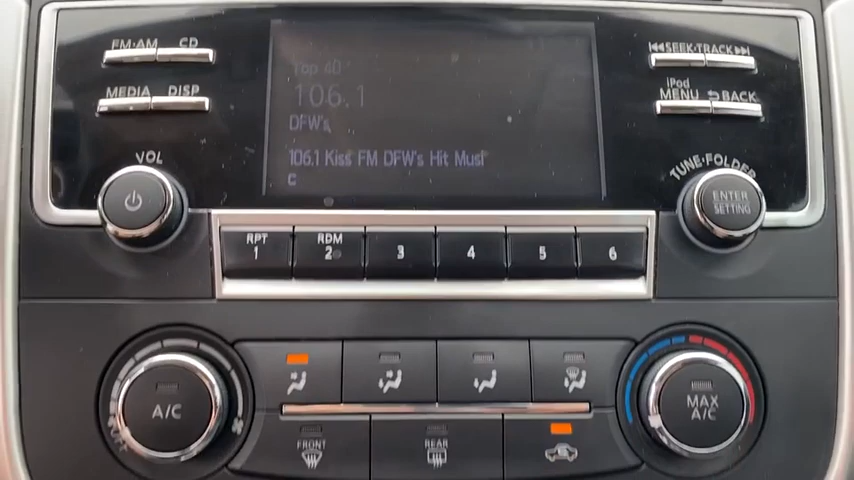 FM·AM CD
SEEK·TRACK
MEDIA DISP
iPod
MENU BACK
Top 40
106.1
DFW's
106.1 Kiss FM DFW's Hit Musi
c
VOL
TUNE·FOLDER
ENTER
SETTING
RPT
1
RDM
2
3
4
5
6
A/C
MAX
A/C
FRONT
REAR